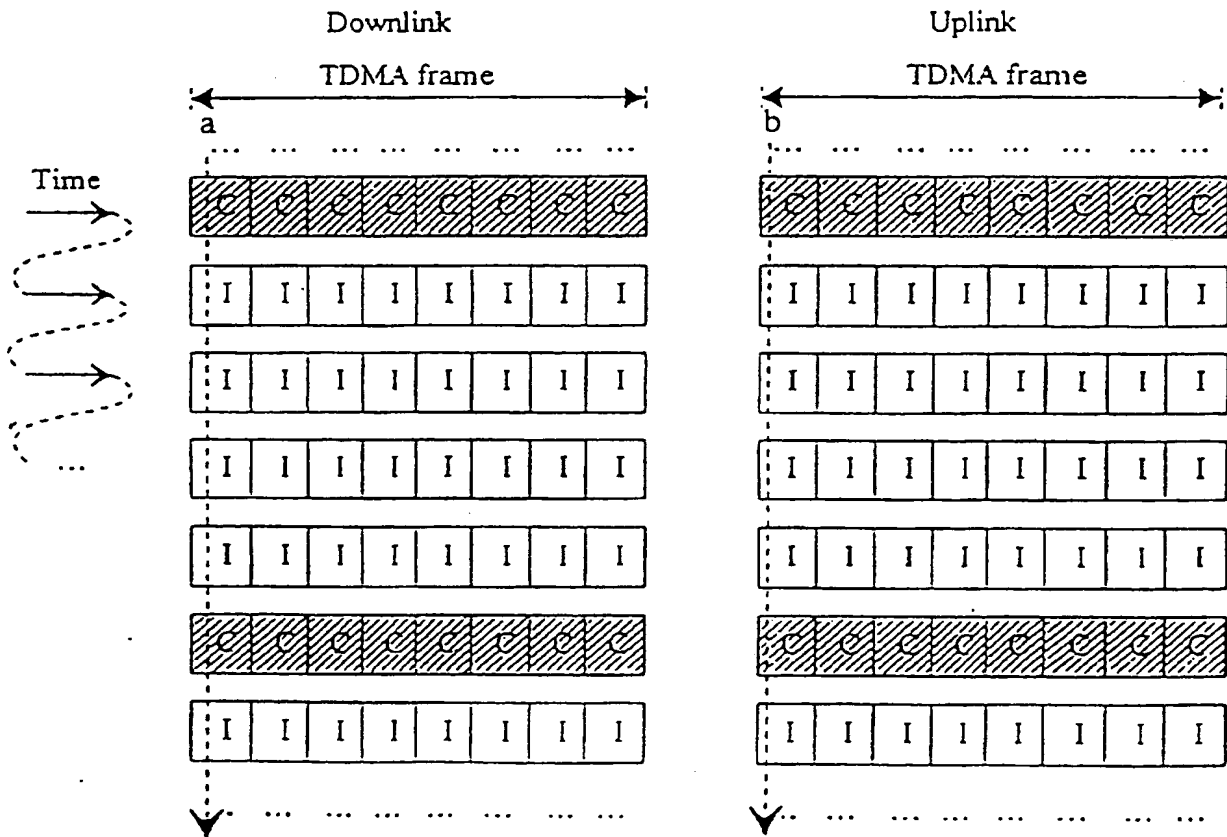 Downlink Uplink
TDMA frame TDMA frame
a b
... ... ... ... ... ... ... ... ... ... ... ... ... ... ... ...
Time
C C C C C C C C C C C C C C C C
I I I I I I I I I I I I I I I I
I I I I I I I I I I I I I I I I
I I I I I I I I I I I I I I I I
...
I I I I I I I I I I I I I I I I
C C C C C C C C C C C C C C C C
I I I I I I I I I I I I I I I I
... ... ... ... ... ... ... ... ... ... ... ... ... ... ... ...